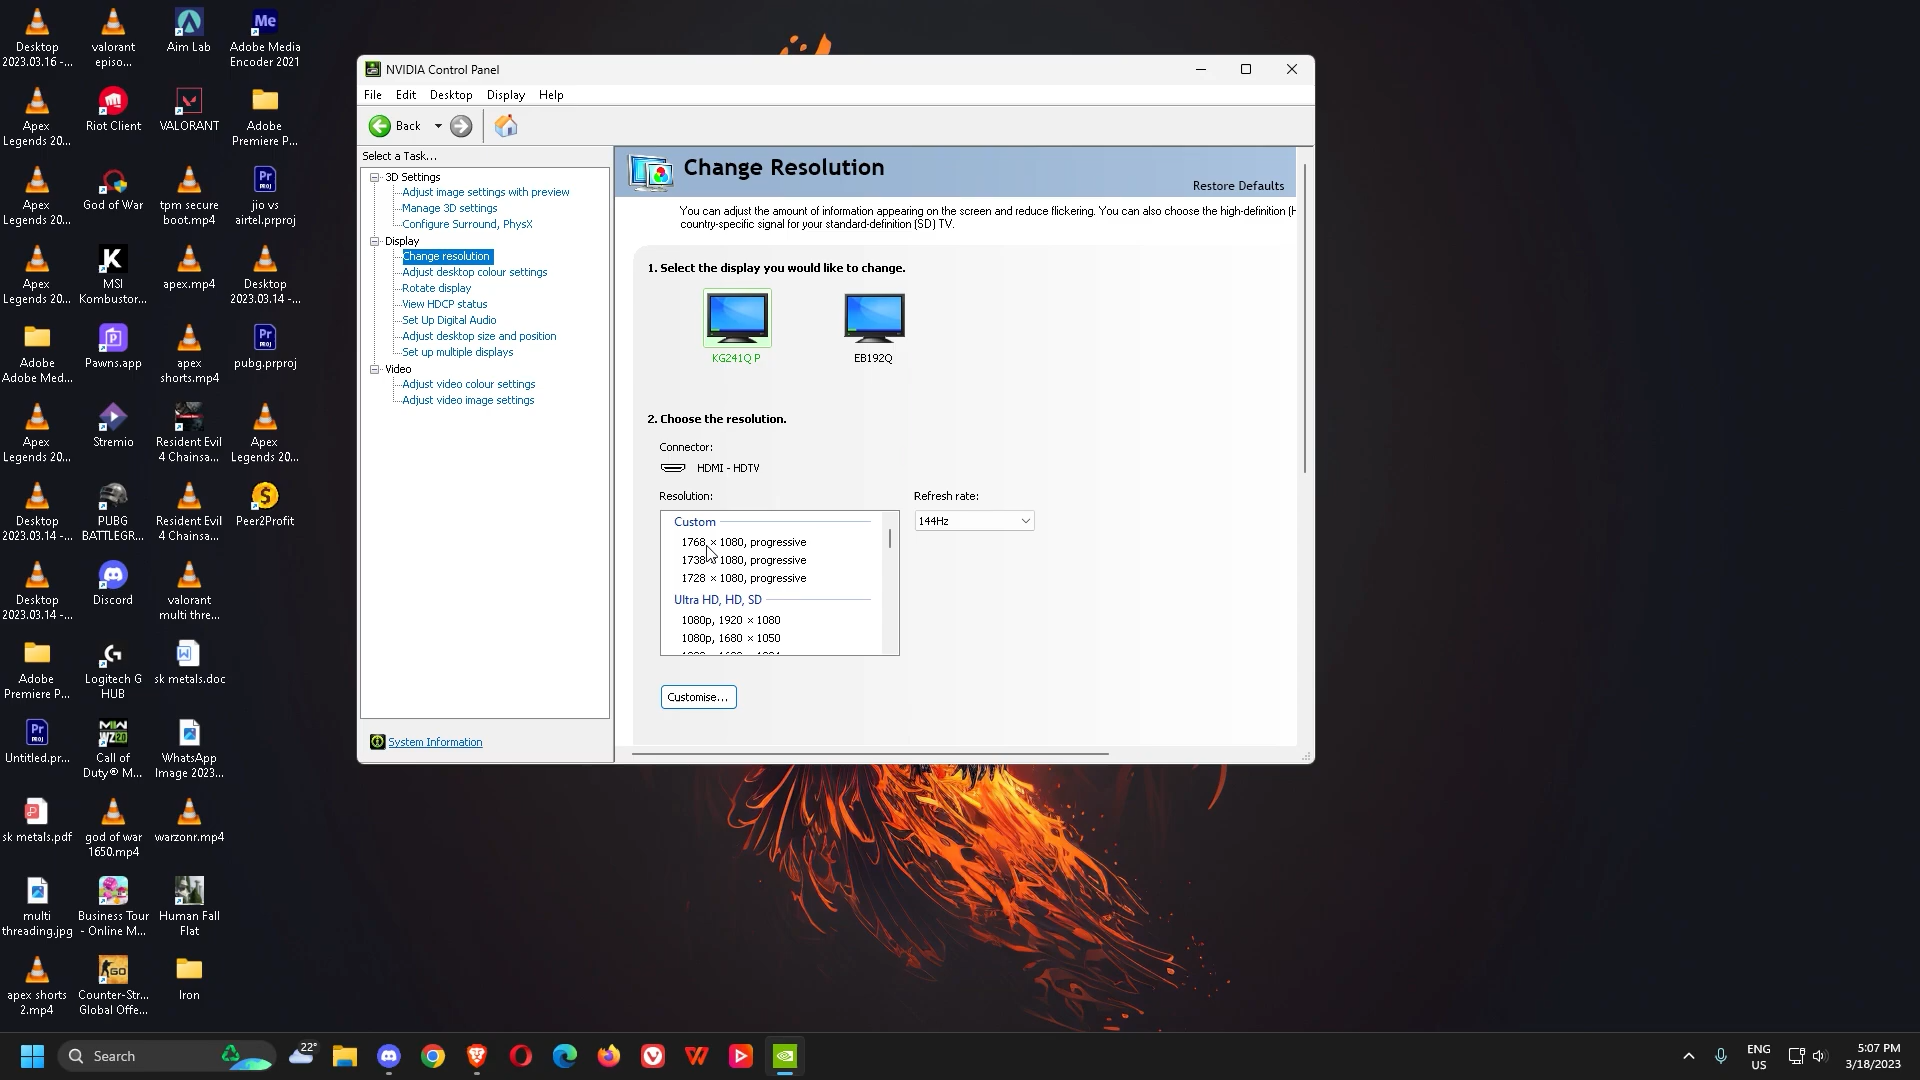 Desktop
2023.03.16 -...
valorant
episo...
Aim Lab
Me
Adobe Media
Encoder 2021
Apex
Legends 20...
Riot Client
VALORANT
Adobe
Premiere P...
Apex
Legends 20...
God of War
tpm secure
boot.mp4
Pr
PROJ
jio vs
airtel.prproj
Apex
Legends 20...
K
MSI
Kombustor...
apex.mp4
Desktop
2023.03.14 -...
Adobe
Adobe Med...
Pawns.app
apex
shorts.mp4
Pr
PROJ
pubg.prproj
Apex
Legends 20...
Stremio
Resident Evil
4 Chainsa...
Apex
Legends 20...
Desktop
2023.03.14 -...
PUBG
BATTLEGR...
Resident Evil
4 Chainsa...
Peer2Profit
Desktop
2023.03.14 -...
Discord
valorant
multi thre...
Adobe
Premiere P...
Logitech G
HUB
sk metals.doc
Pr
PROJ
Untitled.pr...
MW
WZ2.0
Call of
Duty® M...
WhatsApp
Image 2023...
sk metals.pdf
god of war
1650.mp4
warzonr.mp4
multi
threading.jpg
Business Tour
- Online M...
Human Fall
Flat
apex shorts
2.mp4
GO
Counter-Str...
Global Offe...
Iron
NVIDIA Control Panel
File Edit Desktop Display Help
Back
Select a Task...
3D Settings
Adjust image settings with preview
Manage 3D settings
Configure Surround, PhysX
Display
Change resolution
Adjust desktop colour settings
Rotate display
View HDCP status
Set Up Digital Audio
Adjust desktop size and position
Set up multiple displays
Video
Adjust video colour settings
Adjust video image settings
System Information
Change Resolution
Restore Defaults
You can adjust the amount of information appearing on the screen and reduce flickering. You can also choose the high-definition (H
country-specific signal for your standard-definition (SD) TV.
1. Select the display you would like to change.
KG241Q P
EB192Q
2. Choose the resolution.
Connector:
HDMI - HDTV
Resolution:
Refresh rate:
144Hz
Custom
1768 × 1080, progressive
1738 × 1080, progressive
1728 × 1080, progressive
Ultra HD, HD, SD
1080p, 1920 × 1080
1080p, 1680 × 1050
Customise...
Search
22°
ENG
US
5:07 PM
3/18/2023